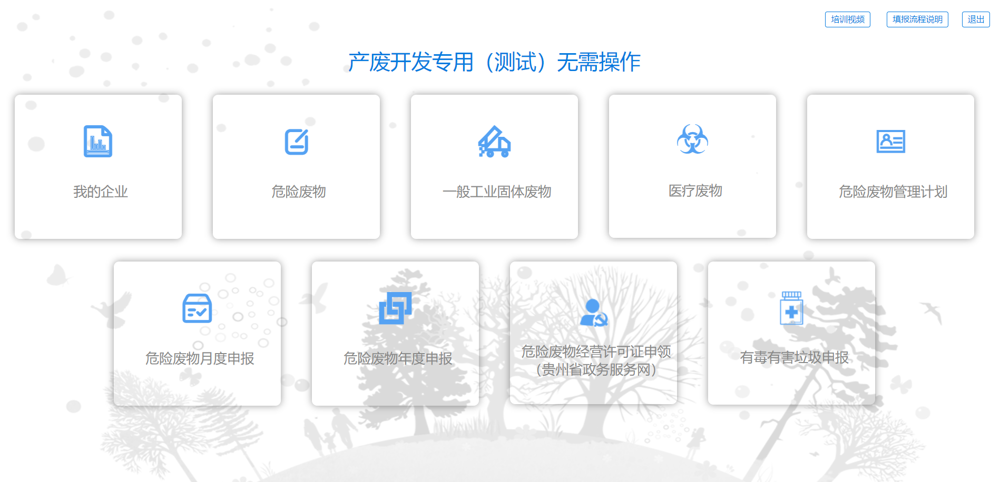 培训视频
填报流程说明
退出
产废开发专用（测试）无需操作
我的企业
危险废物
一般工业固体废物
医疗废物
危险废物管理计划
危险废物月度申报
危险废物年度申报
危险废物经营许可证申领
（贵州省政务服务网）
有毒有害垃圾申报